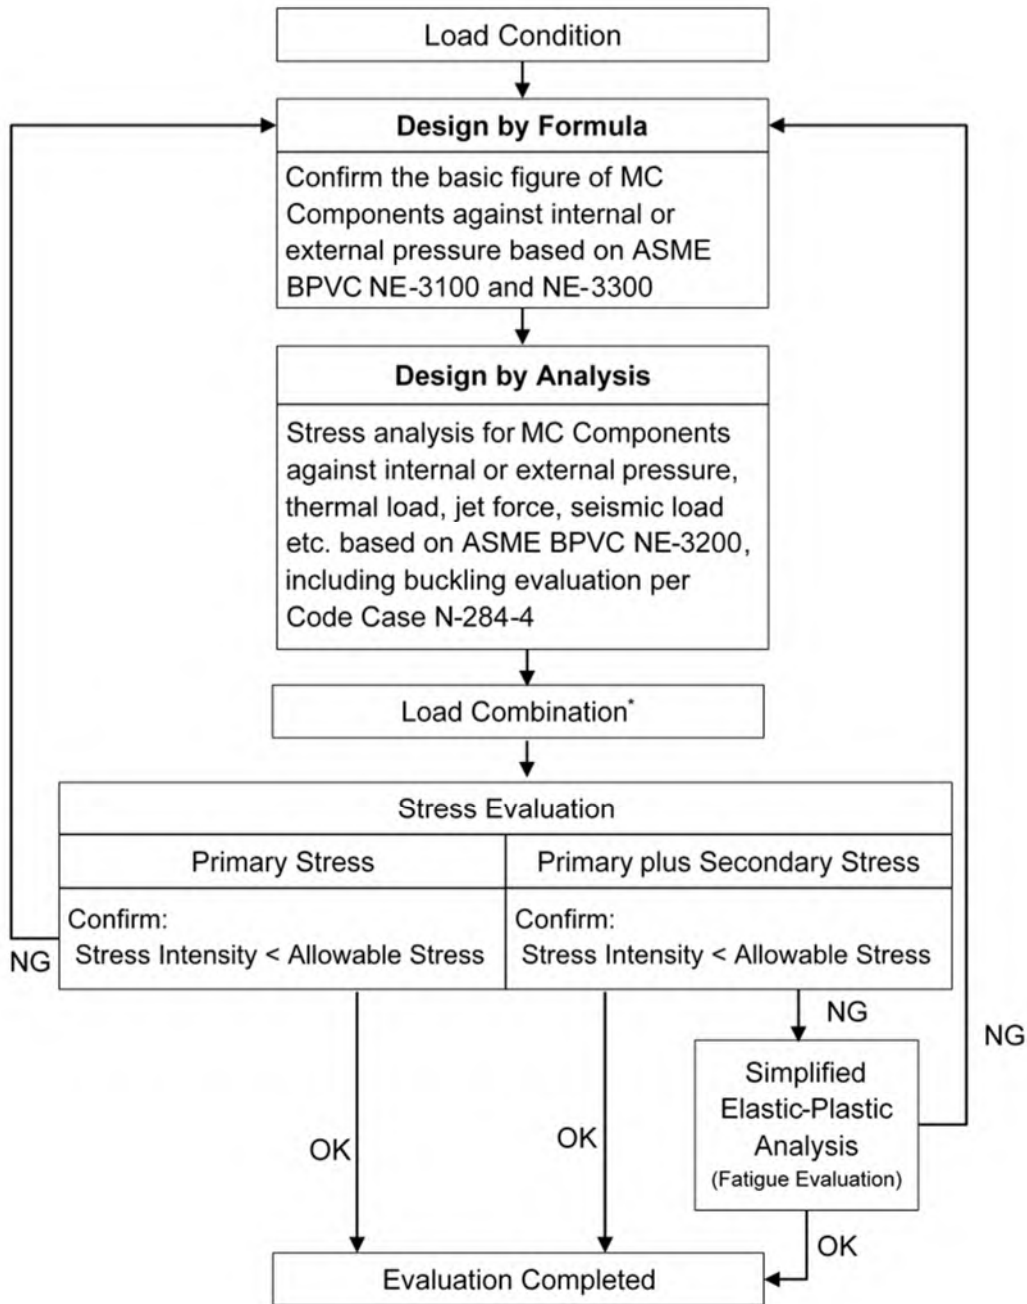 Load Condition
Design by Formula
Confirm the basic figure of MC
Components against internal or
external pressure based on ASME
BPVC NE-3100 and NE-3300
Design by Analysis
Stress analysis for MC Components
against internal or external pressure,
thermal load, jet force, seismic load
etc. based on ASME BPVC NE-3200,
including buckling evaluation per
Code Case N-284-4
Load Combination*
Stress Evaluation
Primary Stress
Primary plus Secondary Stress
Confirm:
Stress Intensity < Allowable Stress
Confirm:
Stress Intensity < Allowable Stress
NG
NG
NG
Simplified
Elastic-Plastic
Analysis
(Fatigue Evaluation)
OK
OK
OK
Evaluation Completed